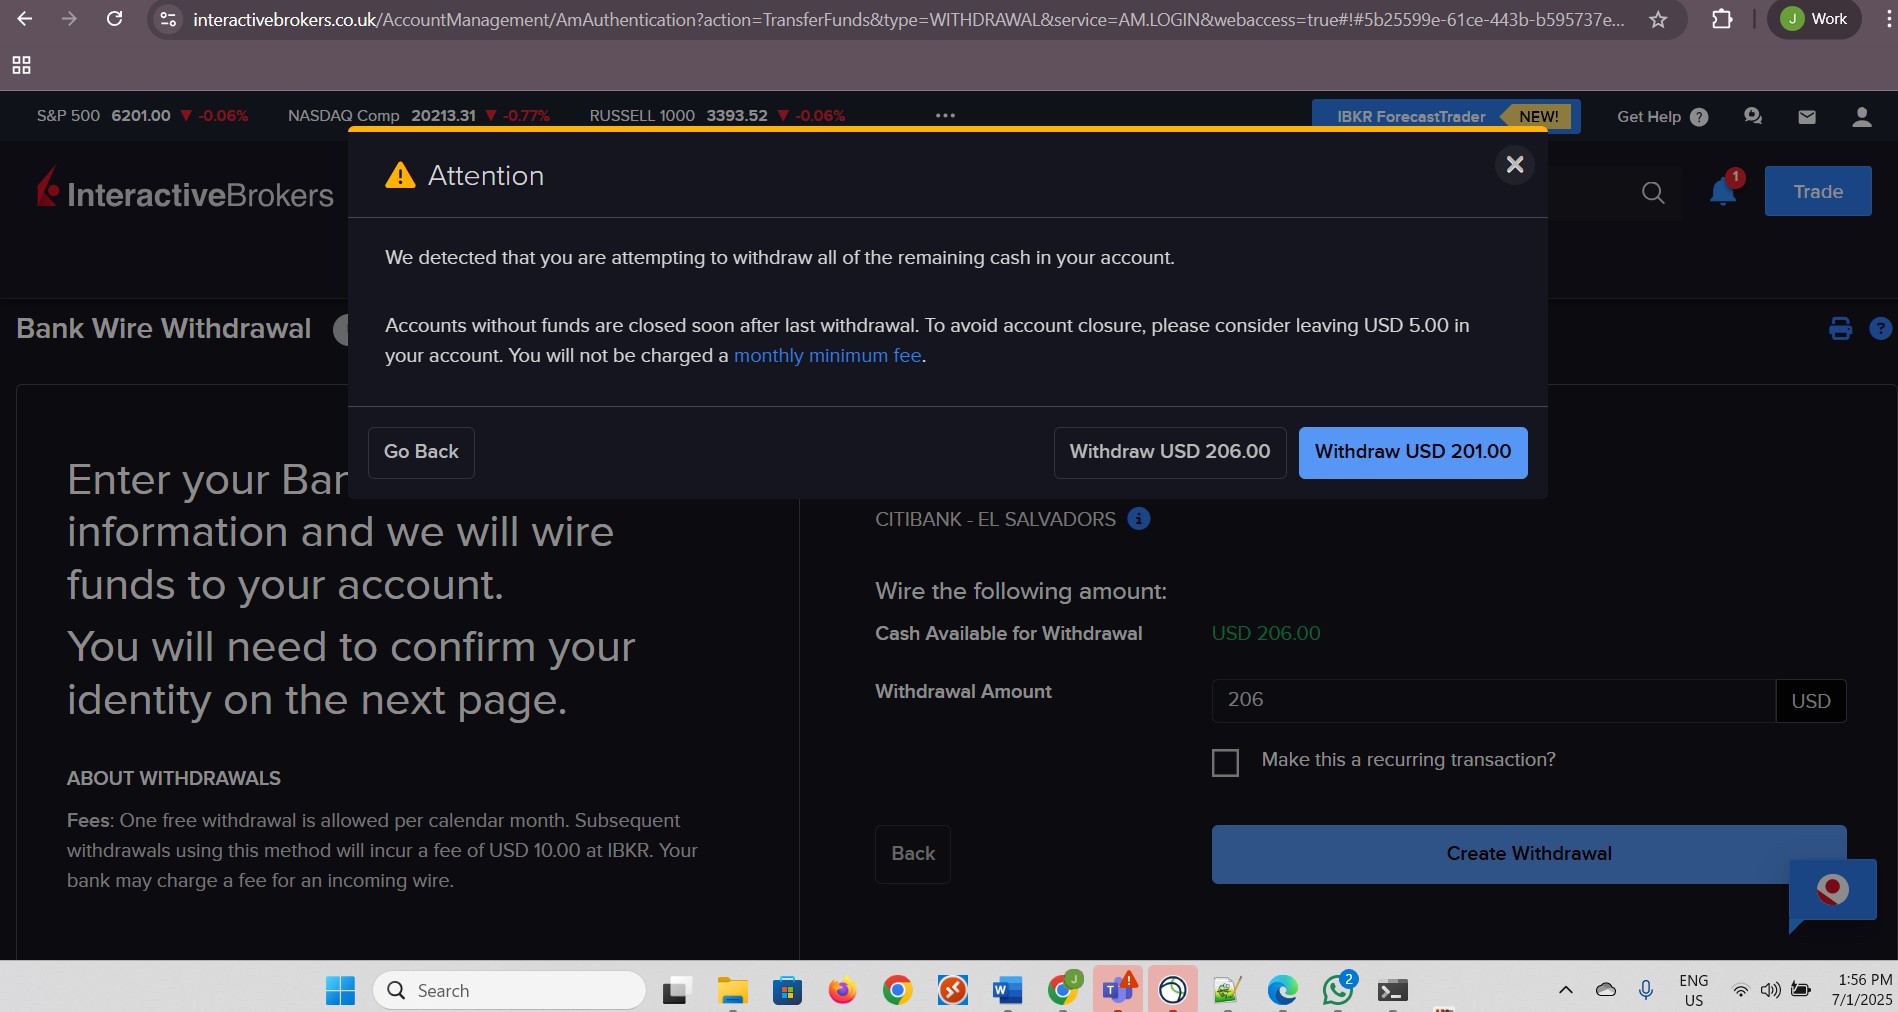 interactivebrokers.co.uk/AccountManagement/AmAuthentication?action=TransferFunds&type=WITHDRAWAL&service=AM.LOGIN&webaccess=true#!#5b25599e-61ce-443b-b595737e...
J Work
S&P 500 6201.00 ▼ -0.06% NASDAQ Comp 20213.31 ▼ -0.77% RUSSELL 1000 3393.52 ▼ -0.06% ••• IBKR ForecastTrader NEW! Get Help ?
Attention
InteractiveBrokers
1
Trade
We detected that you are attempting to withdraw all of the remaining cash in your account.
Accounts without funds are closed soon after last withdrawal. To avoid account closure, please consider leaving USD 5.00 in
your account. You will not be charged a monthly minimum fee.
Go Back
Withdraw USD 206.00
Withdraw USD 201.00
Bank Wire Withdrawal
?
Enter your Ban
information and we will wire
funds to your account.
You will need to confirm your
identity on the next page.
ABOUT WITHDRAWALS
Fees: One free withdrawal is allowed per calendar month. Subsequent
withdrawals using this method will incur a fee of USD 10.00 at IBKR. Your
bank may charge a fee for an incoming wire.
CITIBANK - EL SALVADORS i
Wire the following amount:
Cash Available for Withdrawal USD 206.00
Withdrawal Amount 206 USD
Make this a recurring transaction?
Back
Create Withdrawal
Search
W
J
T
2
ENG
US
1:56 PM
7/1/2025